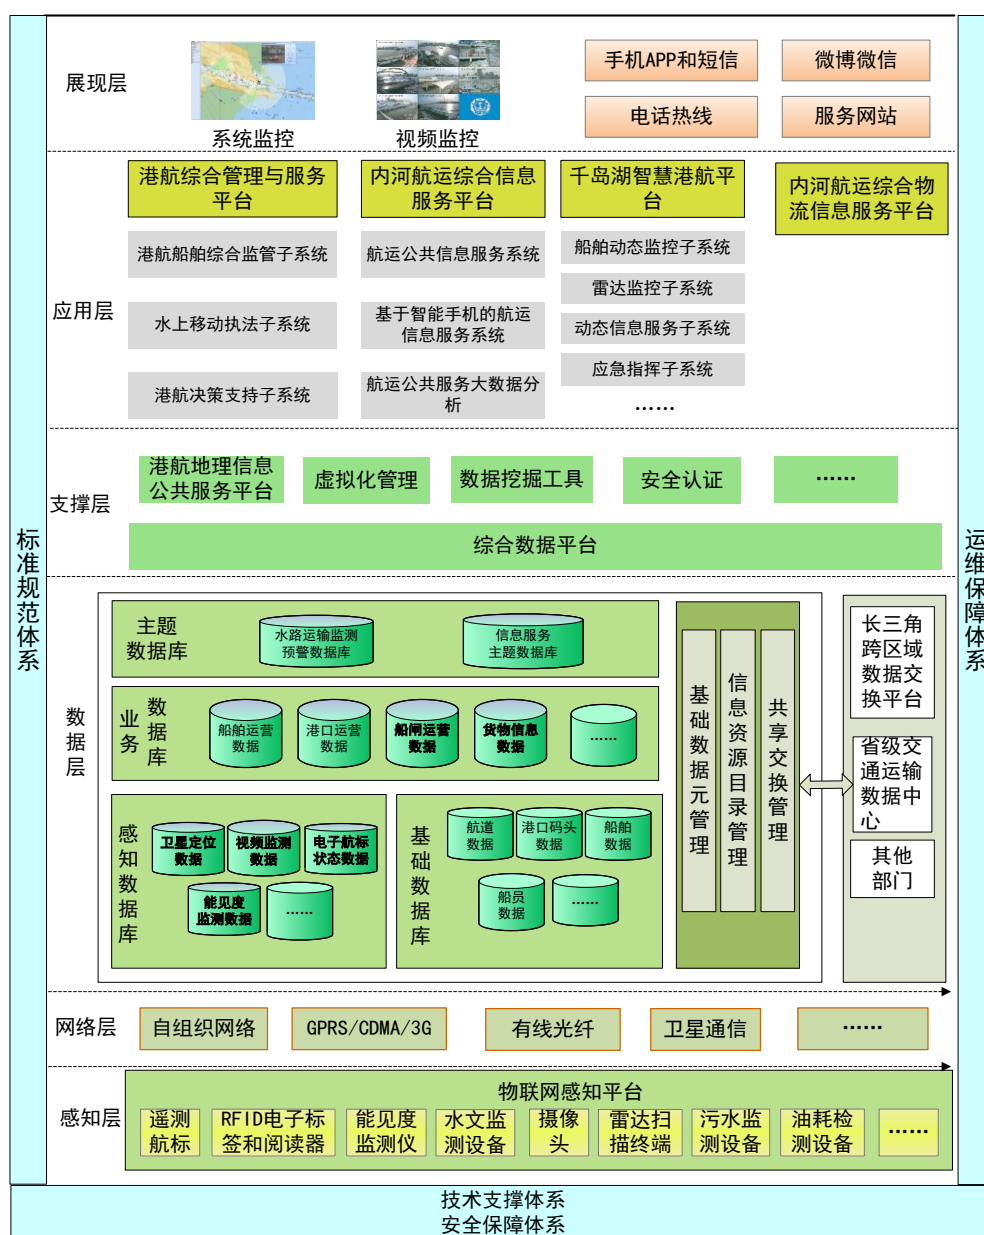 展现层
系统监控
视频监控
手机APP和短信
微博微信
电话热线
服务网站
应用层
港航综合管理与服务
平台
港航船舶综合监管子系统
水上移动执法子系统
港航决策支持子系统
内河航运综合信息
服务平台
航运公共信息服务系统
基于智能手机的航运
信息服务系统
航运公共服务大数据分
析
千岛湖智慧港航平
台
船舶动态监控子系统
雷达监控子系统
动态信息服务子系统
应急指挥子系统
……
内河航运综合物
流信息服务平台
支撑层
港航地理信息
公共服务平台
虚拟化管理
数据挖掘工具
安全认证
……
综合数据平台
标准规范体系
运维保障体系
数据层
主题
数据库
水路运输监测
预警数据库
信息服务
主题数据库
业务
数据库
船舶运营
数据
港口运营
数据
船闸运营
数据
货物信息
数据
……
感知数据库
卫星定位
数据
视频监测
数据
电子航标
状态数据
能见度
监测数据
……
基础数据库
航道
数据
港口码头
数据
船舶
数据
船员
数据
……
基础数据元管理
信息资源目录管理
共享交换管理
长三角
跨区域
数据交
换平台
省级交
通运输
数据中
心
其他
部门
网络层
自组织网络
GPRS/CDMA/3G
有线光纤
卫星通信
……
感知层
物联网感知平台
遥测
航标
RFID电子标
签和阅读器
能见度
监测仪
水文监
测设备
摄像
头
雷达扫
描终端
污水监
测设备
油耗检
测设备
……
技术支撑体系
安全保障体系